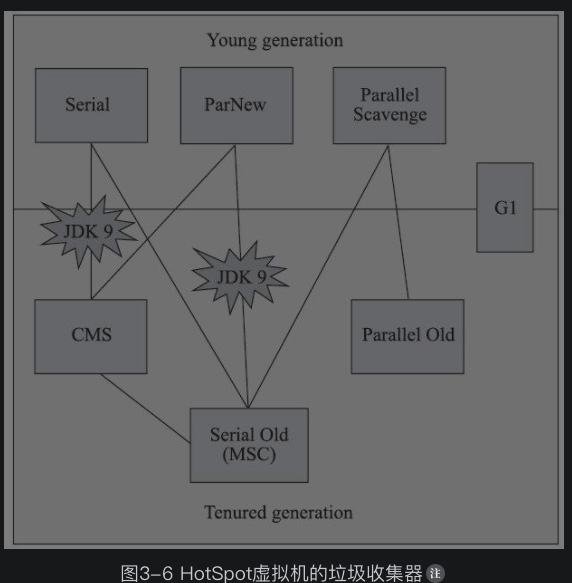 Young generation
Serial
ParNew
Parallel
Scavenge
G1
JDK 9
JDK 9
CMS
Parallel Old
Serial Old
(MSC)
Tenured generation
图3–6 HotSpot虚拟机的垃圾收集器 注